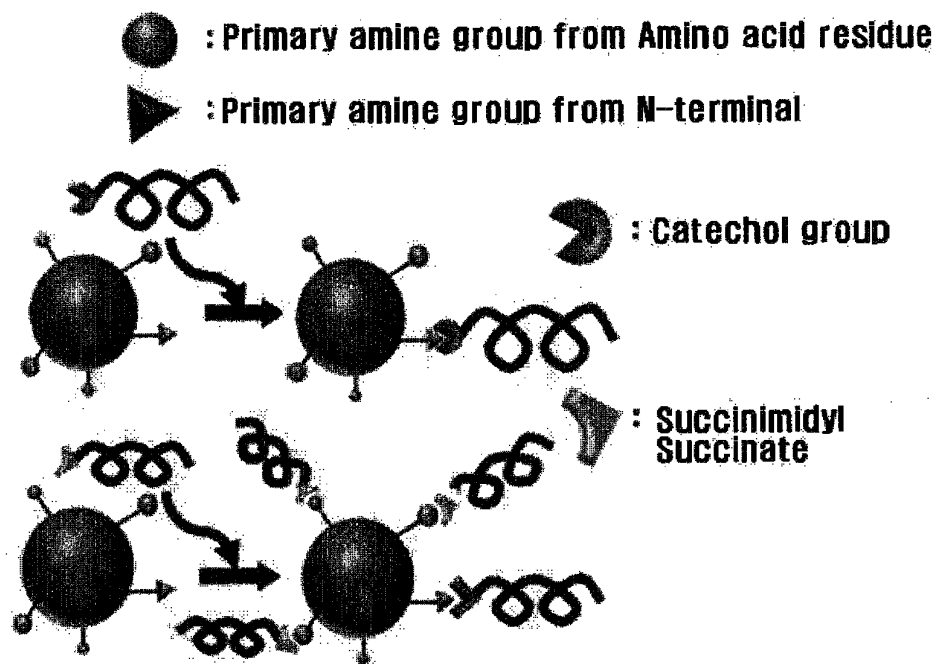 : Primary amine group from Amino acid residue
: Primary amine group from N-terminal
: Catechol group
: Succinimidyl
Succinate